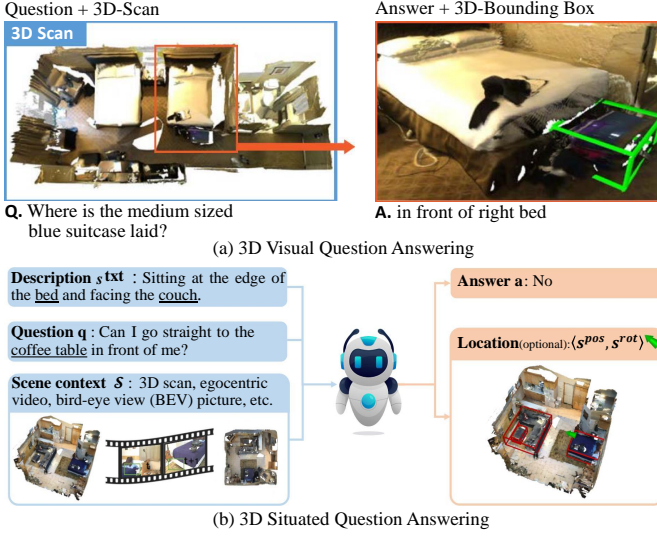 Question + 3D-Scan
Answer + 3D-Bounding Box
3D Scan
Q. Where is the medium sized
blue suitcase laid?
A. in front of right bed
(a) 3D Visual Question Answering
Description s^txt : Sitting at the edge of
the bed and facing the couch.
Question q : Can I go straight to the
coffee table in front of me?
Scene context S : 3D scan, egocentric
video, bird-eye view (BEV) picture, etc.
Answer a: No
Location(optional):⟨s^pos, s^rot⟩
(b) 3D Situated Question Answering